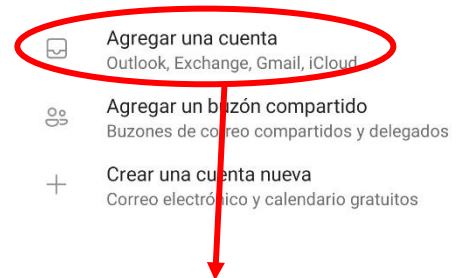 Agregar una cuenta
Outlook, Exchange, Gmail, iCloud
Agregar un buzón compartido
Buzones de correo compartidos y delegados
Crear una cuenta nueva
Correo electrónico y calendario gratuitos